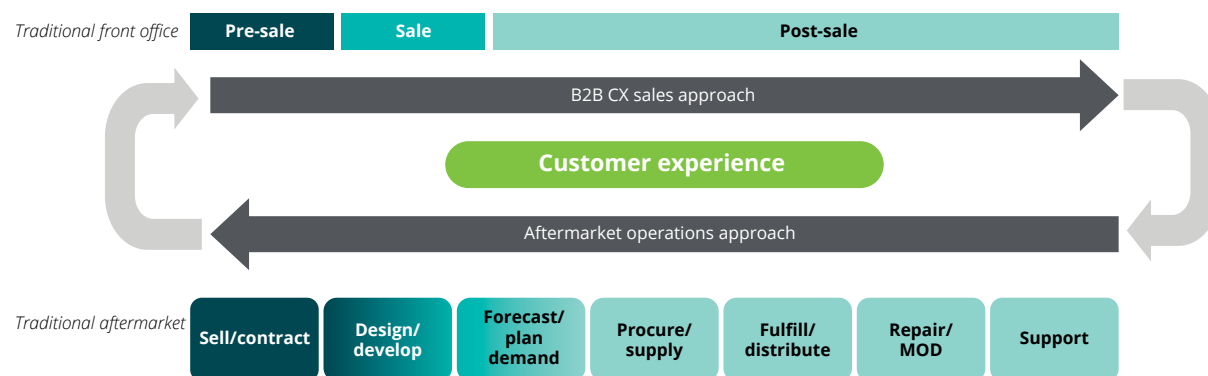 Traditional front office
Pre-sale
Sale
Post-sale
B2B CX sales approach
Customer experience
Aftermarket operations approach
Traditional aftermarket
Sell/contract
Design/
develop
Forecast/
plan
demand
Procure/
supply
Fulfill/
distribute
Repair/
MOD
Support